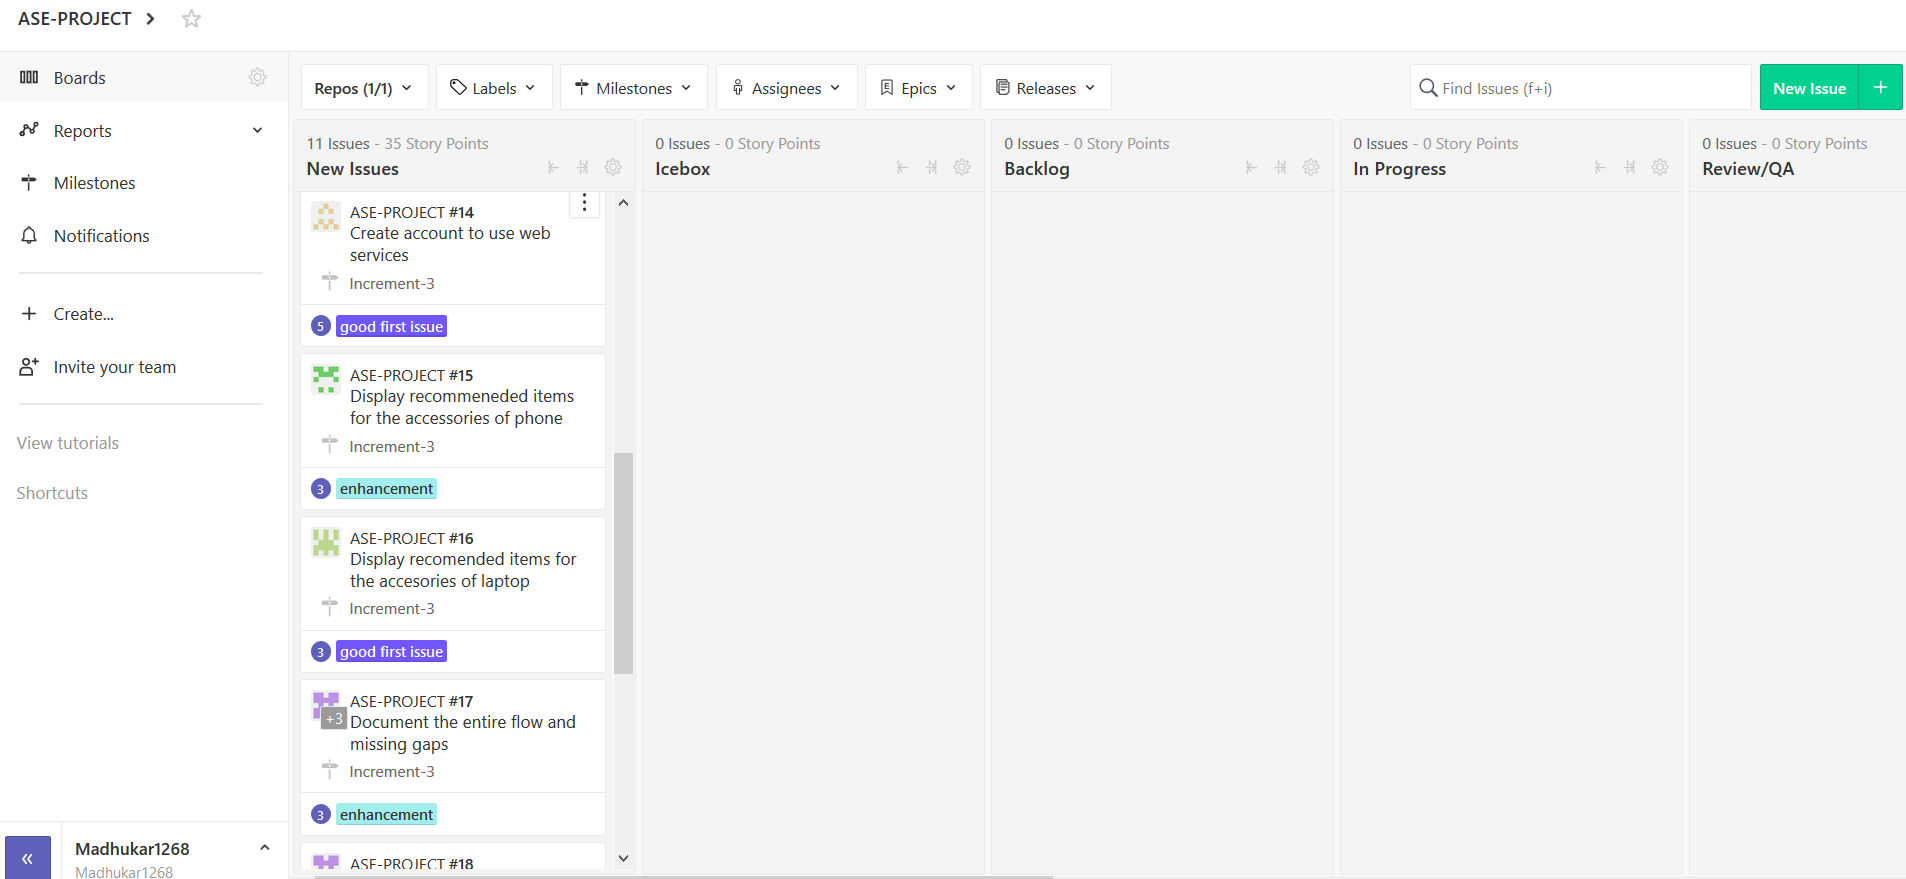 ASE-PROJECT
Boards
Reports
Milestones
Notifications
Create...
Invite your team
View tutorials
Shortcuts
Madhukar1268
Madhukar1268
Repos (1/1)
Labels
Milestones
Assignees
Epics
Releases
Find Issues (f+i)
New Issue
11 Issues - 35 Story Points
New Issues
ASE-PROJECT #14
Create account to use web
services
Increment-3
5 good first issue
ASE-PROJECT #15
Display recommeneded items
for the accessories of phone
Increment-3
3 enhancement
ASE-PROJECT #16
Display recomended items for
the accesories of laptop
Increment-3
3 good first issue
ASE-PROJECT #17
+3
Document the entire flow and
missing gaps
Increment-3
3 enhancement
ASE-PROJECT #18
0 Issues - 0 Story Points
Icebox
0 Issues - 0 Story Points
Backlog
0 Issues - 0 Story Points
In Progress
0 Issues - 0 Story Points
Review/QA